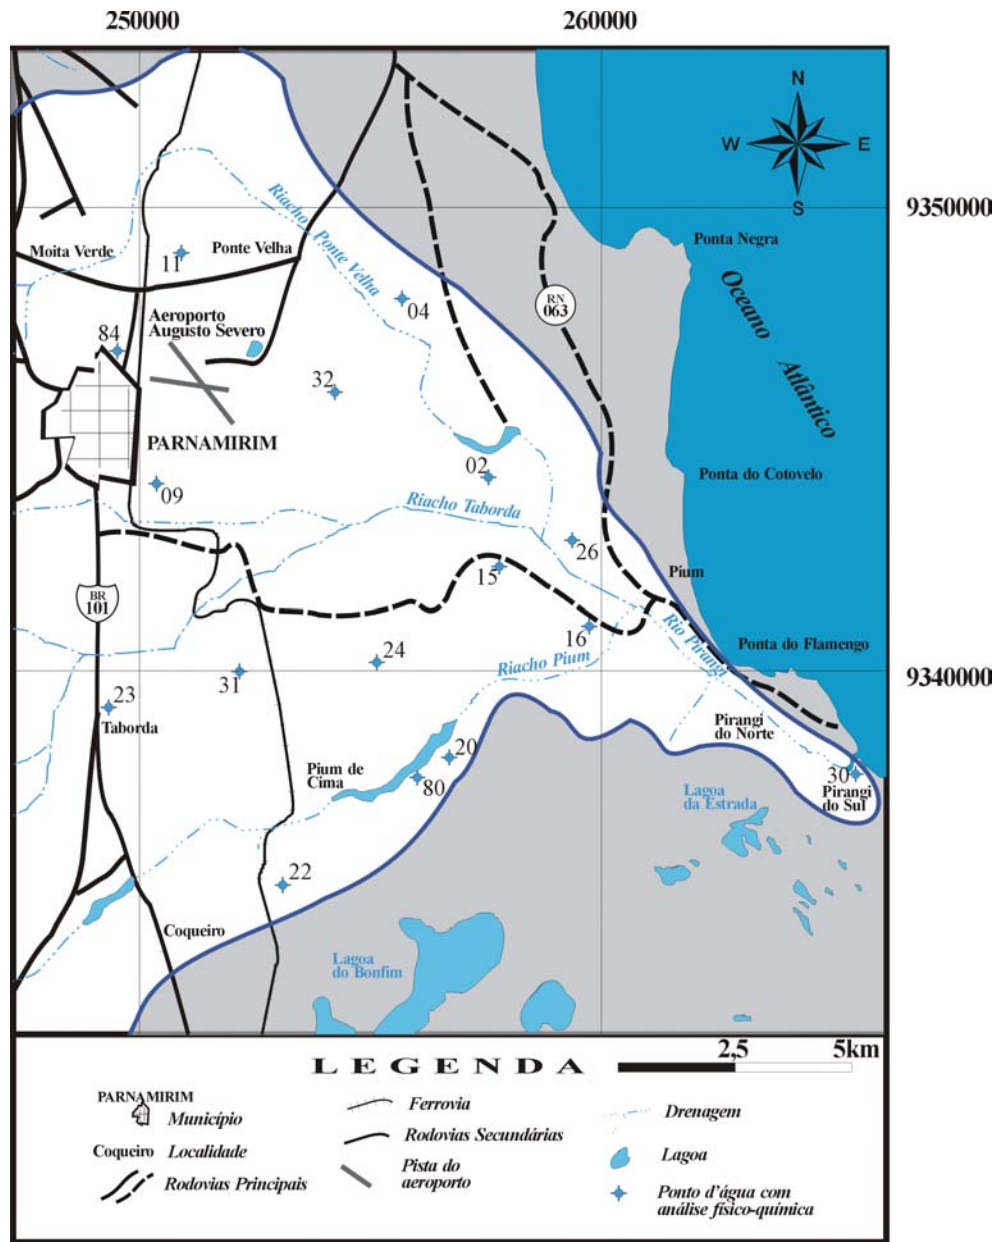 250000
260000
N
W
E
S
9350000
Ponta Negra
Riacho Ponte Velha
Moita Verde
Ponte Velha
11
04
RN
063
Oceano
Atlântico
Aeroporto
Augusto Severo
84
32
PARNAMIRIM
02
Ponta do Cotovelo
09
Riacho Taborda
26
15
Pium
BR
101
16
Rio Pirangi
Ponta do Flamengo
24
Riacho Pium
31
9340000
23
Taborda
Pirangi
do Norte
20
Pium de
Cima
80
30
Pirangi
do Sul
Lagoa
da Estrada
22
Coqueiro
Lagoa
do Bonfim
LEGENDA
2,5
5km
PARNAMIRIM
Município
Coqueiro
Localidade
Rodovias Principais
Ferrovia
Rodovias Secundárias
Pista do
aeroporto
Drenagem
Lagoa
Ponto d'água com
análise físico-química